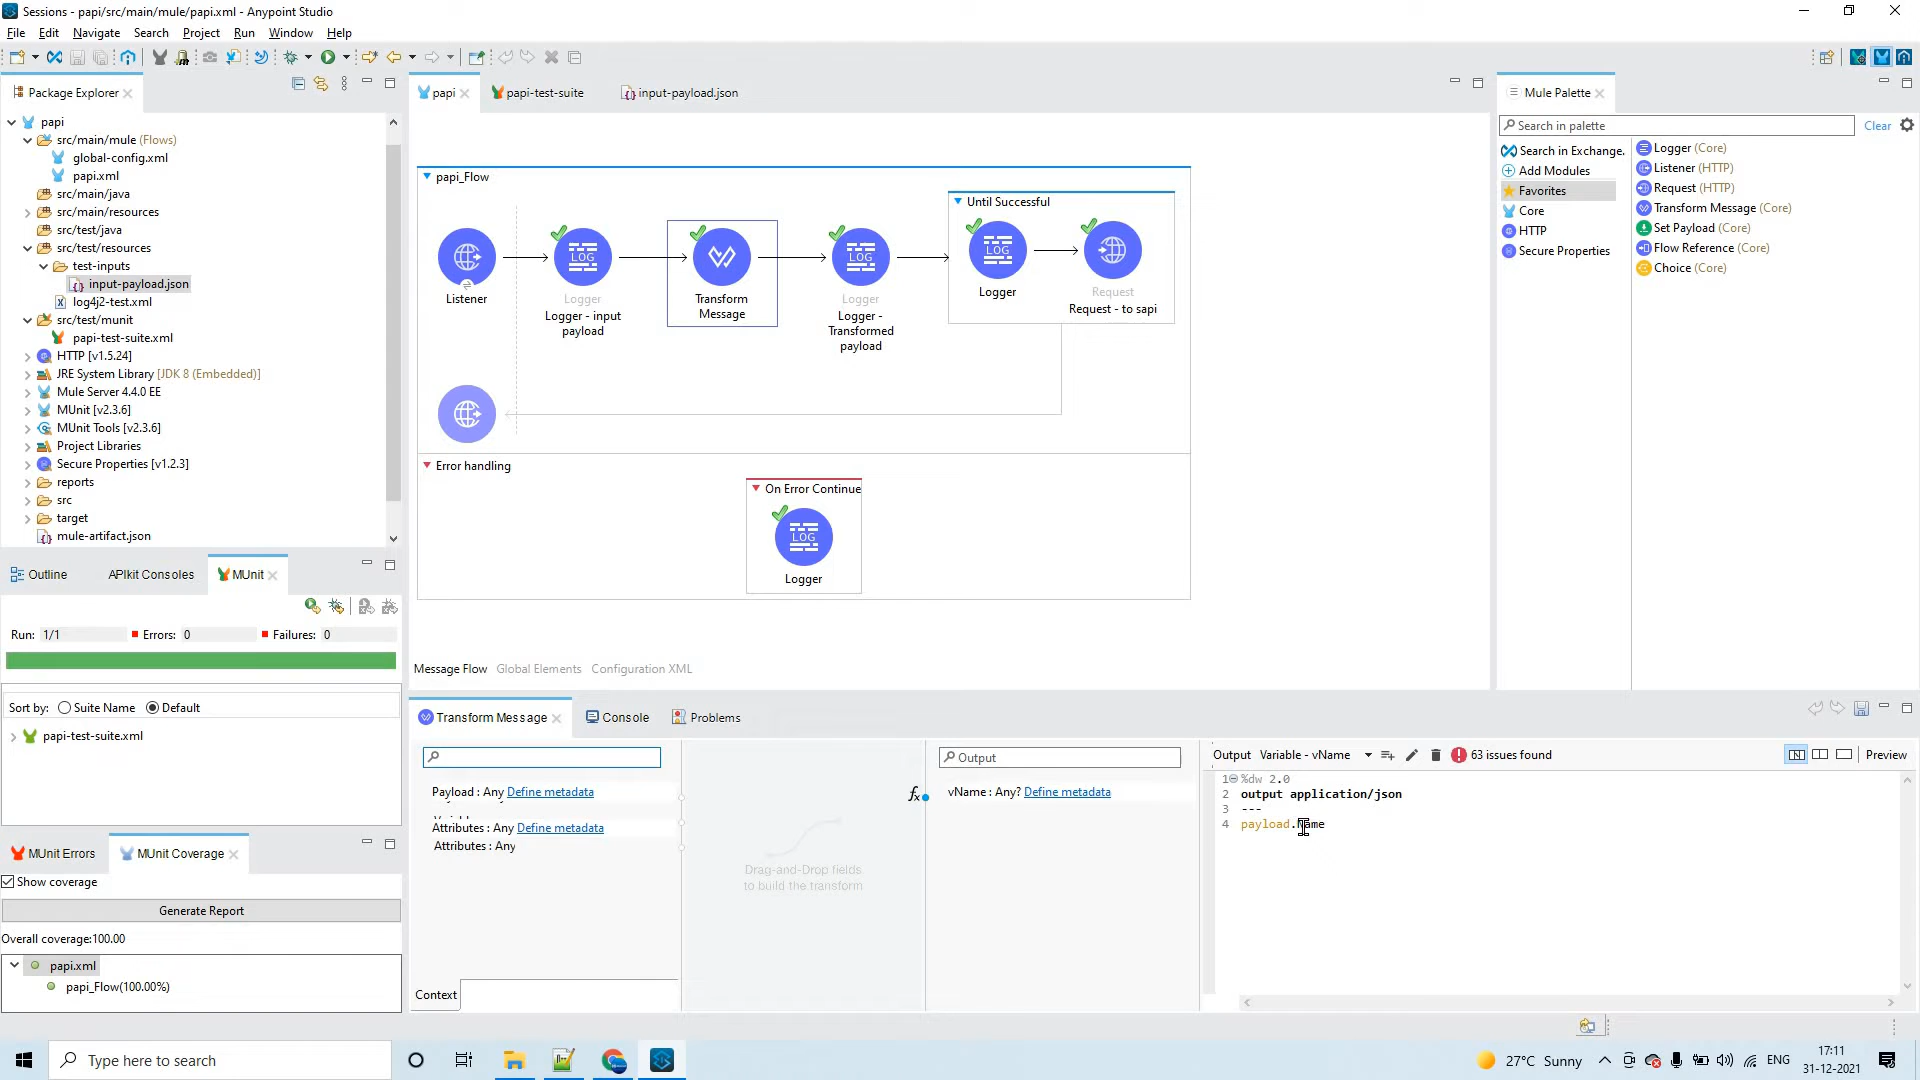 Sessions - papi/src/main/mule/papi.xml - Anypoint Studio
File Edit Navigate Search Project Run Window Help
Package Explorer
papi
src/main/mule (Flows)
global-config.xml
papi.xml
src/main/java
src/main/resources
src/test/java
src/test/resources
test-inputs
input-payload.json
log4j2-test.xml
src/test/munit
papi-test-suite.xml
HTTP [v1.5.24]
JRE System Library [JDK 8 (Embedded)]
Mule Server 4.4.0 EE
MUnit [v2.3.6]
MUnit Tools [v2.3.6]
Project Libraries
Secure Properties [v1.2.3]
reports
src
target
mule-artifact.json
papi papi-test-suite input-payload.json
papi_Flow
Until Successful
LOG LOG LOG
Listener
Logger
Logger - input
payload
Transform
Message
Logger
Logger -
Transformed
payload
Logger
Request
Request - to sapi
Error handling
On Error Continue
LOG
Logger
Message Flow Global Elements Configuration XML
Mule Palette
Search in palette Clear
Search in Exchange.
Add Modules
Favorites
Core
HTTP
Secure Properties
Logger (Core)
Listener (HTTP)
Request (HTTP)
Transform Message (Core)
Set Payload (Core)
Flow Reference (Core)
Choice (Core)
Outline APIkit Consoles MUnit
Run: 1/1 Errors: 0 Failures: 0
Sort by: Suite Name Default
papi-test-suite.xml
MUnit Errors MUnit Coverage
Show coverage
Generate Report
Overall coverage:100.00
papi.xml
papi_Flow(100.00%)
Transform Message Console Problems
Payload : Any Define metadata
Attributes : Any Define metadata
Attributes : Any
Context
Drag-and-Drop fields
to build the transform
fx
Output
vName : Any? Define metadata
Output Variable - vName 63 issues found Preview
1 %dw 2.0
2 output application/json
3 ---
4 payload.Name
Type here to search
27°C Sunny ENG
17:11
31-12-2021